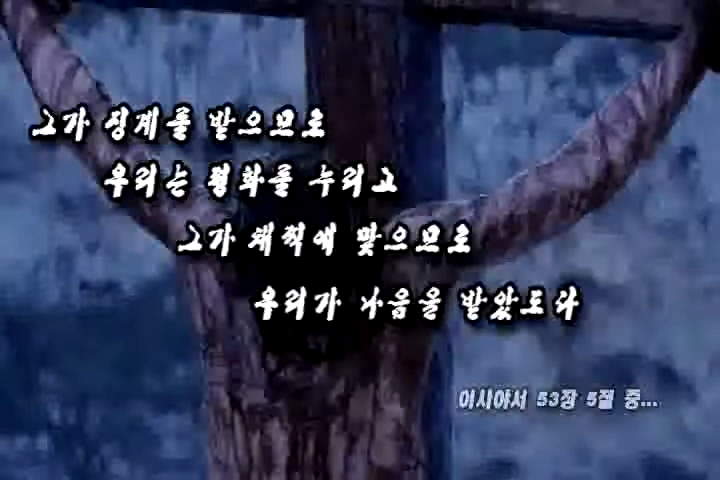 그가 징계를 받으므로
우리는 평화를 누리고
그가 채찍에 맞으므로
우리가 나음을 받았도다
이사야서 53장 5절 중...